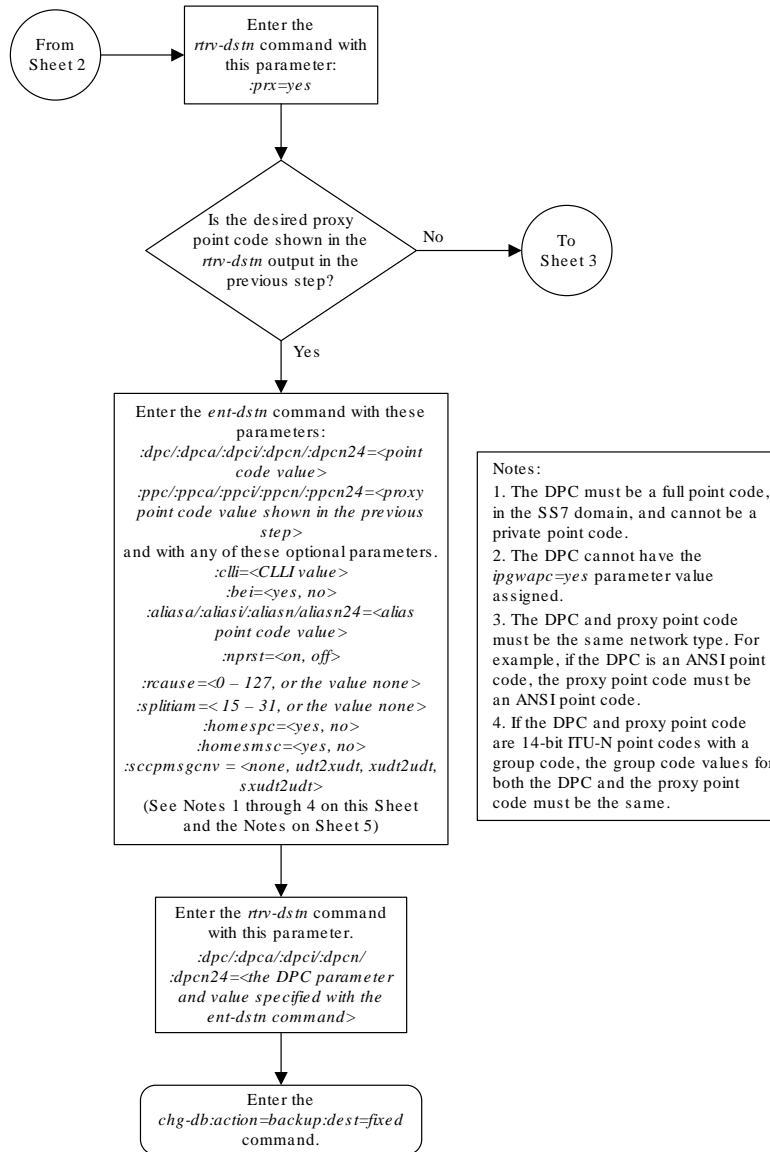 From
Sheet 2
Enter the
rtrv-dstn command with
this parameter:
:prx=yes
Is the desired proxy
point code shown in the
rtrv-dstn output in the
previous step?
No
To
Sheet 3
Yes
Enter the ent-dstn command with these
parameters:
:dpc/:dpca/:dpci/:dpcn/:dpcn24=<point
code value>
:ppc/:ppca/:ppci/:ppcn/:ppcn24=<proxy
point code value shown in the previous
step>
and with any of these optional parameters.
:clli=<CLLI value>
:bei=<yes, no>
:aliasa/:aliasi/:aliasn/aliasn24=<alias
point code value>
:nprst=<on, off>
:rcause=<0 – 127, or the value none>
:splitiam=< 15 – 31, or the value none>
:homespc=<yes, no>
:homesmsc=<yes, no>
:sccpmsgcnv = <none, udt2xudt, xudt2udt,
sxudt2udt>
(See Notes 1 through 4 on this Sheet
and the Notes on Sheet 5)
Notes:
1. The DPC must be a full point code,
in the SS7 domain, and cannot be a
private point code.
2. The DPC cannot have the
ipgwapc=yes parameter value
assigned.
3. The DPC and proxy point code
must be the same network type. For
example, if the DPC is an ANSI point
code, the proxy point code must be
an ANSI point code.
4. If the DPC and proxy point code
are 14-bit ITU-N point codes with a
group code, the group code values for
both the DPC and the proxy point
code must be the same.
Enter the rtrv-dstn command
with this parameter.
:dpc/:dpca/:dpci/:dpcn/
:dpcn24=<the DPC parameter
and value specified with the
ent-dstn command>
Enter the
chg-db:action=backup:dest=fixed
command.